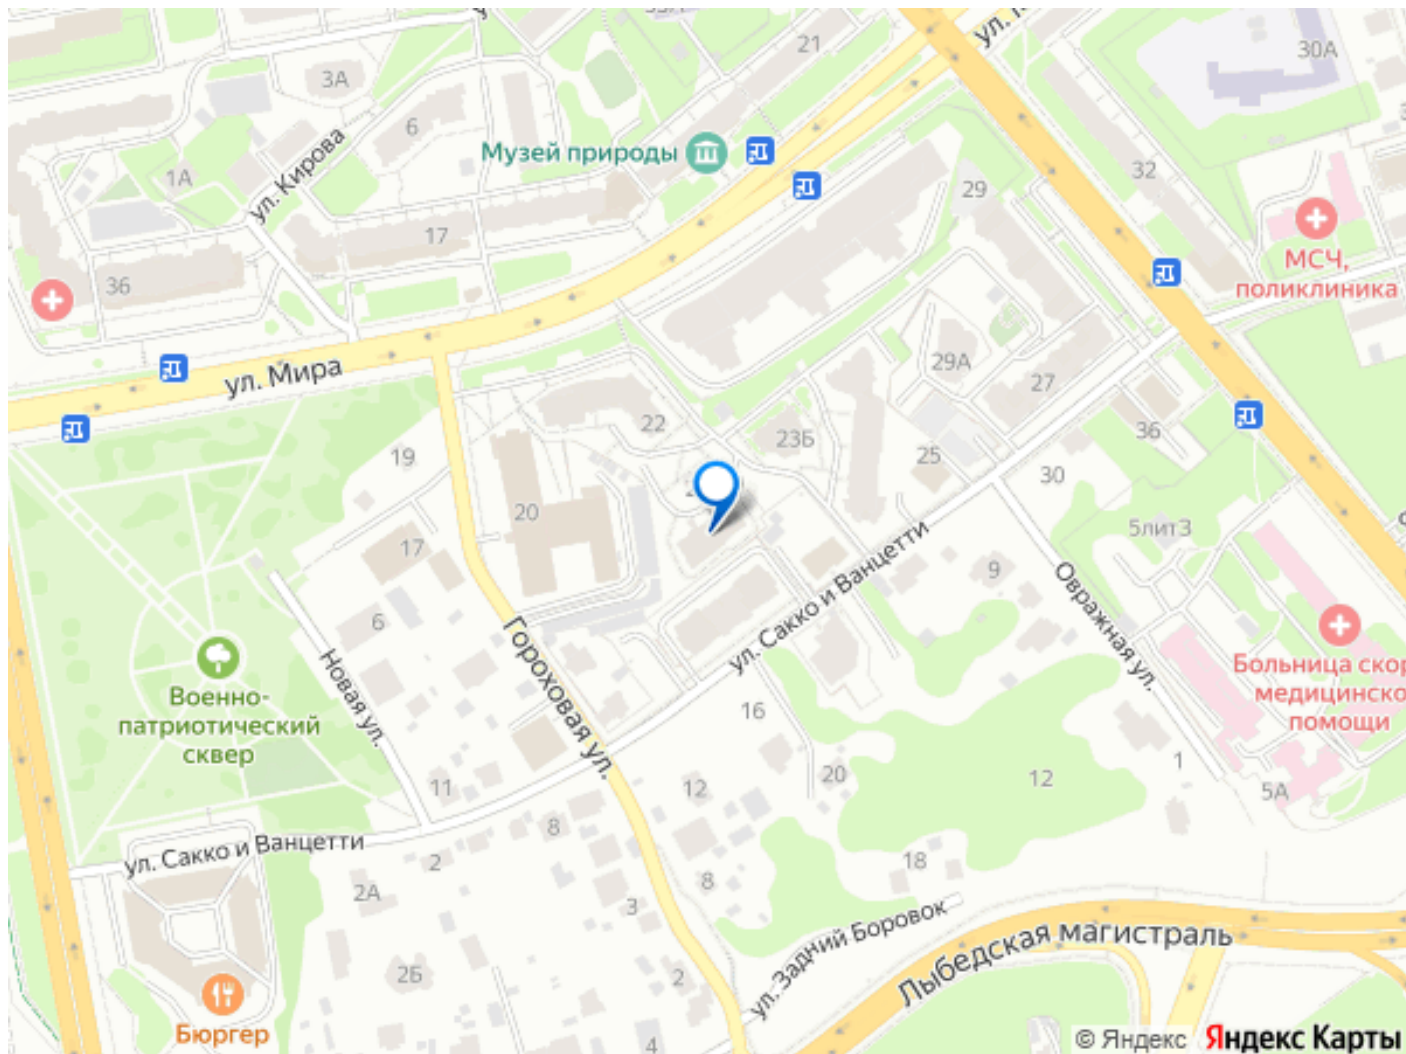 21
30А
3А
6
Музей природы
ул. Кирова
1А
32
29
17
МСЧ,
поликлиника
36
ул. Мира
29А
27
22
23Б
36
19
25
30
20
5лит3
17
ул. Сакко и Ванцетти
9
Овражная ул.
6
Гороховая ул.
Новая ул.
Больница скор
медицинско
помощи
Военно-
патриотический
сквер
16
20
12
1
11
12
5А
8
ул. Сакко и Ванцетти
2
18
2А
8
3
ул. Задний Боровок
Лыбедская магистраль
2Б
2
Бюргер
4
© Яндекс Яндекс Карты